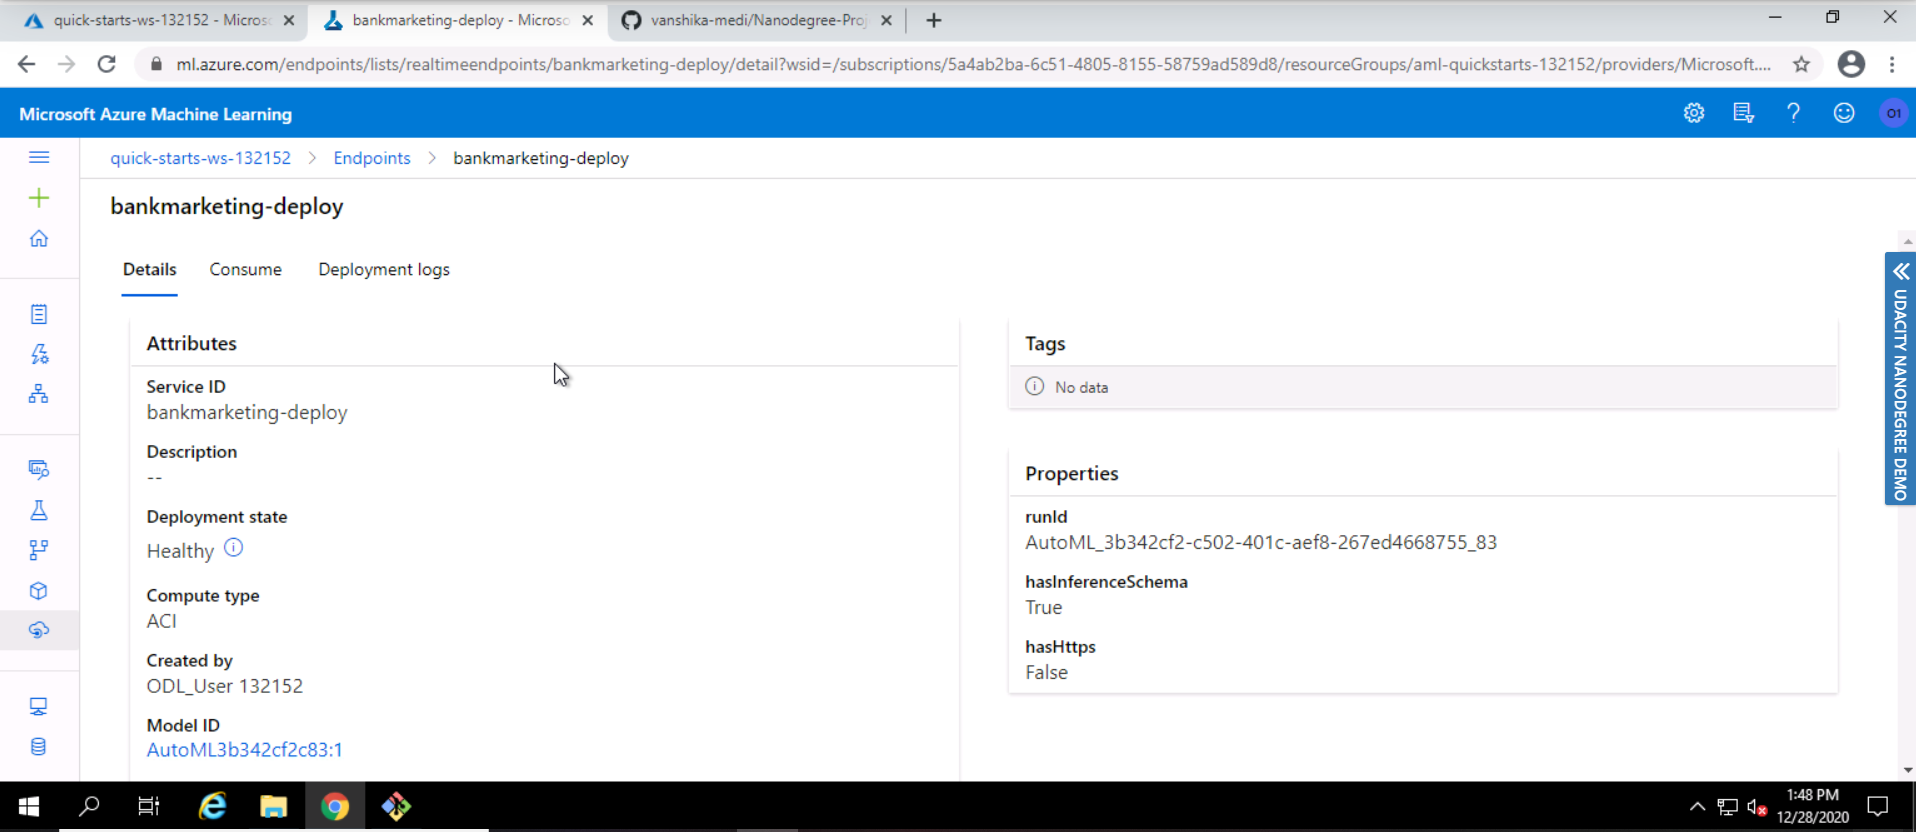 quick-starts-ws-132152 - Microso
bankmarketing-deploy - Microso
vanshika-medi/Nanodegree-Proj
ml.azure.com/endpoints/lists/realtimeendpoints/bankmarketing-deploy/detail?wsid=/subscriptions/5a4ab2ba-6c51-4805-8155-58759ad589d8/resourceGroups/aml-quickstarts-132152/providers/Microsoft....
Microsoft Azure Machine Learning
O1
quick-starts-ws-132152 > Endpoints > bankmarketing-deploy
bankmarketing-deploy
Details Consume Deployment logs
Attributes
Service ID
bankmarketing-deploy
Description
--
Deployment state
Healthy
Compute type
ACI
Created by
ODL_User 132152
Model ID
AutoML3b342cf2c83:1
Tags
No data
Properties
runId
AutoML_3b342cf2-c502-401c-aef8-267ed4668755_83
hasInferenceSchema
True
hasHttps
False
UDACITY NANODEGREE DEMO
1:48 PM
12/28/2020